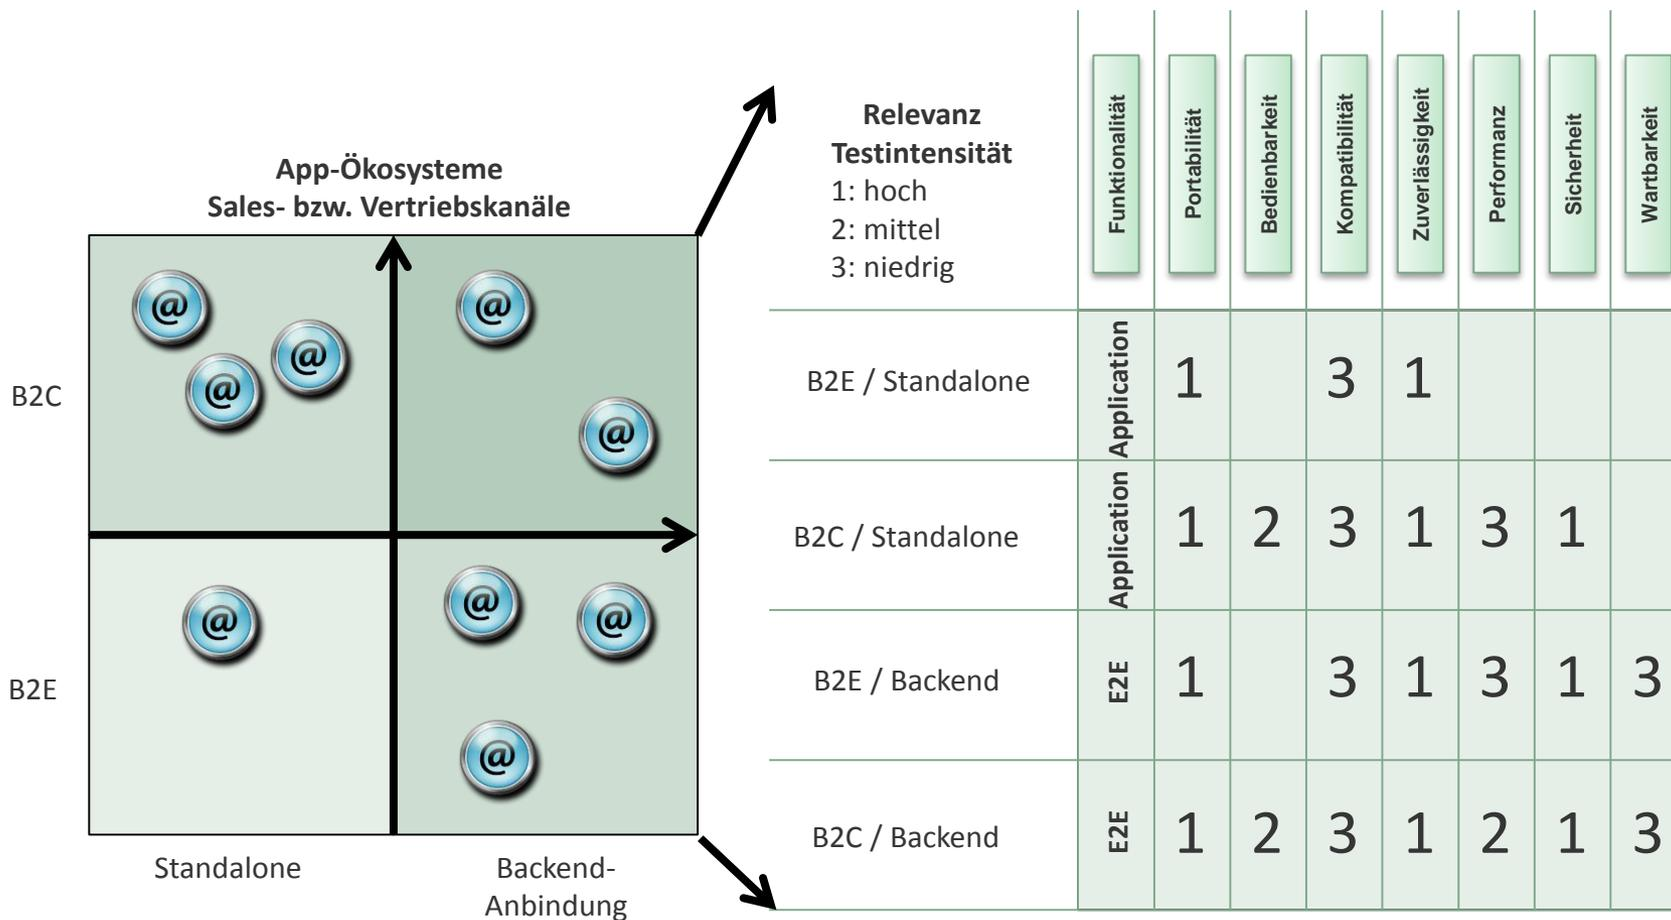 App-Ökosysteme
Sales- bzw. Vertriebskanäle
B2C
B2E
@
@
@
@
@
@
@
@
@
Standalone
Backend-
Anbindung
Relevanz
Testintensität
1: hoch
2: mittel
3: niedrig
Funktionalität
Portabilität
Bedienbarkeit
Kompatibilität
Zuverlässigkeit
Performanz
Sicherheit
Wartbarkeit
B2E / Standalone Application 1 3 1
B2C / Standalone Application 1 2 3 1 3 1
B2E / Backend E2E 1 3 1 3 1 3
B2C / Backend E2E 1 2 3 1 2 1 3